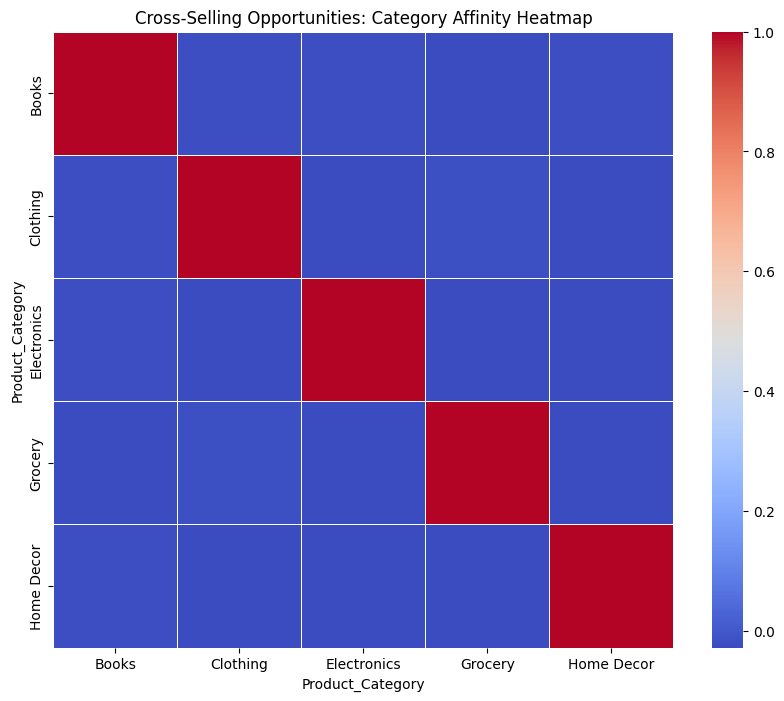 Cross-Selling Opportunities: Category Affinity Heatmap
Product_Category
Books
Clothing
Electronics
Grocery
Home Decor
Books Clothing Electronics Grocery Home Decor
Product_Category
1.0
0.8
0.6
0.4
0.2
0.0